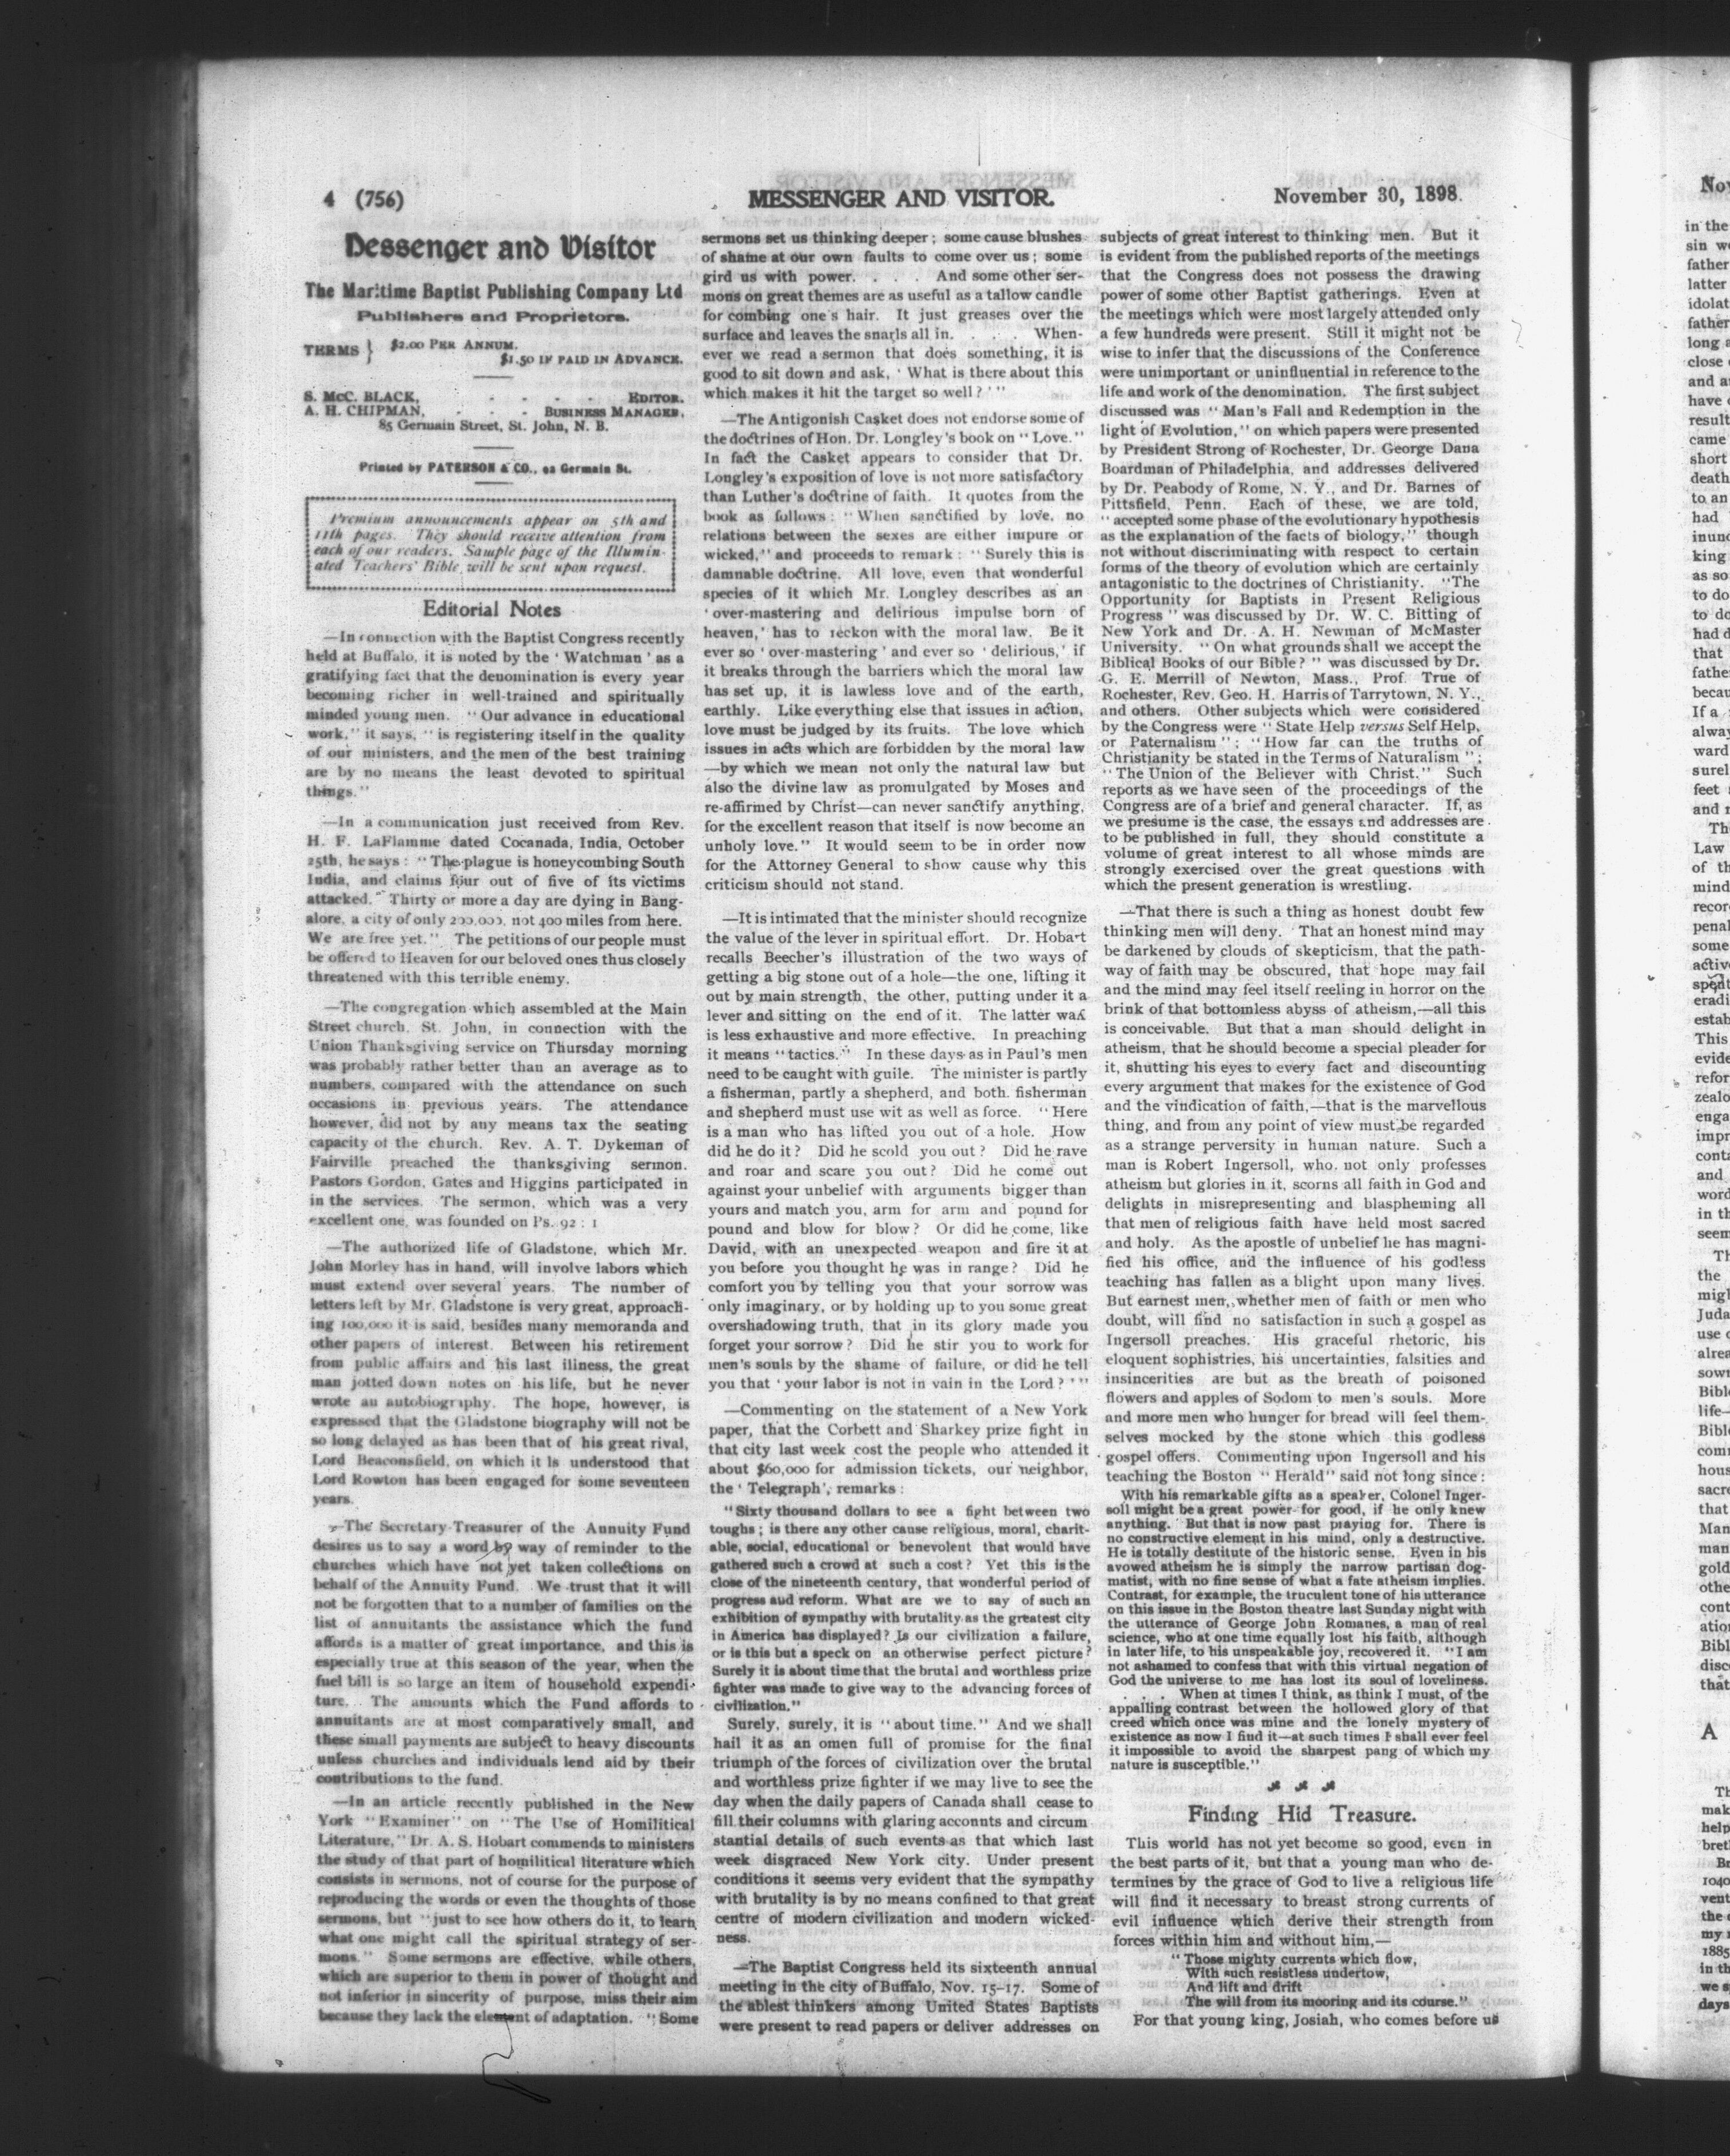 4 (756)
MESSENGER AND VISITOR.
November 30, 1898.
Messenger and Visitor
The Maritime Baptist Publishing Company Ltd
Publishers and Proprietors.
TERMS } $2.00 PER ANNUM.
$1.50 IF PAID IN ADVANCE.
S. McC. BLACK, - - - - EDITOR.
A. H. CHIPMAN, - - - BUSINESS MANAGER.
85 Germain Street, St. John, N. B.
Printed by PATERSON & CO., 92 Germain St.
Premium announcements appear on 5th and
11th pages. They should receive attention from
each of our readers. Sample page of the Illumin-
ated Teachers' Bible will be sent upon request.
Editorial Notes
—In connection with the Baptist Congress recently
held at Buffalo, it is noted by the 'Watchman' as a
gratifying fact that the denomination is every year
becoming richer in well-trained and spiritually
minded young men. "Our advance in educational
work," it says, "is registering itself in the quality
of our ministers, and the men of the best training
are by no means the least devoted to spiritual
things."
—In a communication just received from Rev.
H. F. LaFlamme dated Cocanada, India, October
25th, he says: "The plague is honeycombing South
India, and claims four out of five of its victims
attacked. Thirty or more a day are dying in Bang-
alore, a city of only 200,000, not 400 miles from here.
We are free yet." The petitions of our people must
be offered to Heaven for our beloved ones thus closely
threatened with this terrible enemy.
—The congregation which assembled at the Main
Street church, St. John, in connection with the
Union Thanksgiving service on Thursday morning
was probably rather better than an average as to
numbers, compared with the attendance on such
occasions in previous years. The attendance
however, did not by any means tax the seating
capacity of the church. Rev. A. T. Dykeman of
Fairville preached the thanksgiving sermon.
Pastors Gordon, Gates and Higgins participated in
in the services. The sermon, which was a very
excellent one, was founded on Ps. 92 : 1
—The authorized life of Gladstone, which Mr.
John Morley has in hand, will involve labors which
must extend over several years. The number of
letters left by Mr. Gladstone is very great, approach-
ing 100,000 it is said, besides many memoranda and
other papers of interest. Between his retirement
from public affairs and his last illness, the great
man jotted down notes on his life, but he never
wrote an autobiography. The hope, however, is
expressed that the Gladstone biography will not be
so long delayed as has been that of his great rival,
Lord Beaconsfield, on which it is understood that
Lord Rowton has been engaged for some seventeen
years.
—The Secretary-Treasurer of the Annuity Fund
desires us to say a word by way of reminder to the
churches which have not yet taken collections on
behalf of the Annuity Fund. We trust that it will
not be forgotten that to a number of families on the
list of annuitants the assistance which the fund
affords is a matter of great importance, and this is
especially true at this season of the year, when the
fuel bill is so large an item of household expendi-
ture. The amounts which the Fund affords to
annuitants are at most comparatively small, and
these small payments are subject to heavy discounts
unless churches and individuals lend aid by their
contributions to the fund.
—In an article recently published in the New
York "Examiner" on "The Use of Homilitical
Literature," Dr. A. S. Hobart commends to ministers
the study of that part of homilitical literature which
consists in sermons, not of course for the purpose of
reproducing the words or even the thoughts of those
sermons, but "just to see how others do it, to learn
what one might call the spiritual strategy of ser-
mons." Some sermons are effective, while others,
which are superior to them in power of thought and
not inferior in sincerity of purpose, miss their aim
because they lack the element of adaptation. "Some
sermons set us thinking deeper; some cause blushes
of shame at our own faults to come over us; some
gird us with power. . . . And some other ser-
mons on great themes are as useful as a tallow candle
for combing one's hair. It just greases over the
surface and leaves the snarls all in. . . . When-
ever we read a sermon that does something, it is
good to sit down and ask, 'What is there about this
which makes it hit the target so well?'"
—The Antigonish Casket does not endorse some of
the doctrines of Hon. Dr. Longley's book on "Love."
In fact the Casket appears to consider that Dr.
Longley's exposition of love is not more satisfactory
than Luther's doctrine of faith. It quotes from the
book as follows: "When sanctified by love, no
relations between the sexes are either impure or
wicked," and proceeds to remark: "Surely this is
damnable doctrine. All love, even that wonderful
species of it which Mr. Longley describes as an
'over-mastering and delirious impulse born of
heaven,' has to reckon with the moral law. Be it
ever so 'over-mastering' and ever so 'delirious,' if
it breaks through the barriers which the moral law
has set up, it is lawless love and of the earth,
earthly. Like everything else that issues in action,
love must be judged by its fruits. The love which
issues in acts which are forbidden by the moral law
—by which we mean not only the natural law but
also the divine law as promulgated by Moses and
re-affirmed by Christ—can never sanctify anything,
for the excellent reason that itself is now become an
unholy love." It would seem to be in order now
for the Attorney General to show cause why this
criticism should not stand.
—It is intimated that the minister should recognize
the value of the lever in spiritual effort. Dr. Hobart
recalls Beecher's illustration of the two ways of
getting a big stone out of a hole—the one, lifting it
out by main strength, the other, putting under it a
lever and sitting on the end of it. The latter way
is less exhaustive and more effective. In preaching
it means "tactics." In these days as in Paul's men
need to be caught with guile. The minister is partly
a fisherman, partly a shepherd, and both fisherman
and shepherd must use wit as well as force. "Here
is a man who has lifted you out of a hole. How
did he do it? Did he scold you out? Did he rave
and roar and scare you out? Did he come out
against your unbelief with arguments bigger than
yours and match you, arm for arm and pound for
pound and blow for blow? Or did he come, like
David, with an unexpected weapon and fire it at
you before you thought he was in range? Did he
comfort you by telling you that your sorrow was
only imaginary, or by holding up to you some great
overshadowing truth, that in its glory made you
forget your sorrow? Did he stir you to work for
men's souls by the shame of failure, or did he tell
you that 'your labor is not in vain in the Lord?'"
—Commenting on the statement of a New York
paper, that the Corbett and Sharkey prize fight in
that city last week cost the people who attended it
about $60,000 for admission tickets, our neighbor,
the 'Telegraph', remarks:
"Sixty thousand dollars to see a fight between two
toughs; is there any other cause religious, moral, charit-
able, social, educational or benevolent that would have
gathered such a crowd at such a cost? Yet this is the
close of the nineteenth century, that wonderful period of
progress aud reform. What are we to say of such an
exhibition of sympathy with brutality as the greatest city
in America has displayed? Is our civilization a failure,
or is this but a speck on an otherwise perfect picture?
Surely it is about time that the brutal and worthless prize
fighter was made to give way to the advancing forces of
civilization."
Surely, surely, it is "about time." And we shall
hail it as an omen full of promise for the final
triumph of the forces of civilization over the brutal
and worthless prize fighter if we may live to see the
day when the daily papers of Canada shall cease to
fill their columns with glaring acconnts and circum
stantial details of such events as that which last
week disgraced New York city. Under present
conditions it seems very evident that the sympathy
with brutality is by no means confined to that great
centre of modern civilization and modern wicked-
ness.
—The Baptist Congress held its sixteenth annual
meeting in the city of Buffalo, Nov. 15-17. Some of
the ablest thinkers among United States Baptists
were present to read papers or deliver addresses on
subjects of great interest to thinking men. But it
is evident from the published reports of the meetings
that the Congress does not possess the drawing
power of some other Baptist gatherings. Even at
the meetings which were most largely attended only
a few hundreds were present. Still it might not be
wise to infer that the discussions of the Conference
were unimportant or uninfluential in reference to the
life and work of the denomination. The first subject
discussed was "Man's Fall and Redemption in the
light of Evolution," on which papers were presented
by President Strong of Rochester, Dr. George Dana
Boardman of Philadelphia, and addresses delivered
by Dr. Peabody of Rome, N. Y., and Dr. Barnes of
Pittsfield, Penn. Each of these, we are told,
"accepted some phase of the evolutionary hypothesis
as the explanation of the facts of biology," though
not without discriminating with respect to certain
forms of the theory of evolution which are certainly
antagonistic to the doctrines of Christianity. "The
Opportunity for Baptists in Present Religious
Progress" was discussed by Dr. W. C. Bitting of
New York and Dr. A. H. Newman of McMaster
University. "On what grounds shall we accept the
Biblical Books of our Bible?" was discussed by Dr.
G. E. Merrill of Newton, Mass., Prof. True of
Rochester, Rev. Geo. H. Harris of Tarrytown, N. Y.,
and others. Other subjects which were considered
by the Congress were "State Help versus Self Help,
or Paternalism"; "How far can the truths of
Christianity be stated in the Terms of Naturalism";
"The Union of the Believer with Christ." Such
reports as we have seen of the proceedings of the
Congress are of a brief and general character. If, as
we presume is the case, the essays and addresses are
to be published in full, they should constitute a
volume of great interest to all whose minds are
strongly exercised over the great questions with
which the present generation is wrestling.
—That there is such a thing as honest doubt few
thinking men will deny. That an honest mind may
be darkened by clouds of skepticism, that the path-
way of faith may be obscured, that hope may fail
and the mind may feel itself reeling in horror on the
brink of that bottomless abyss of atheism,—all this
is conceivable. But that a man should delight in
atheism, that he should become a special pleader for
it, shutting his eyes to every fact and discounting
every argument that makes for the existence of God
and the vindication of faith,—that is the marvellous
thing, and from any point of view must be regarded
as a strange perversity in human nature. Such a
man is Robert Ingersoll, who not only professes
atheism but glories in it, scorns all faith in God and
delights in misrepresenting and blaspheming all
that men of religious faith have held most sacred
and holy. As the apostle of unbelief he has magni-
fied his office, and the influence of his godless
teaching has fallen as a blight upon many lives.
But earnest men, whether men of faith or men who
doubt, will find no satisfaction in such a gospel as
Ingersoll preaches. His graceful rhetoric, his
eloquent sophistries, his uncertainties, falsities and
insincerities are but as the breath of poisoned
flowers and apples of Sodom to men's souls. More
and more men who hunger for bread will feel them-
selves mocked by the stone which this godless
gospel offers. Commenting upon Ingersoll and his
teaching the Boston "Herald" said not long since:
With his remarkable gifts as a speaker, Colonel Inger-
soll might be a great power for good, if he only knew
anything. But that is now past praying for. There is
no constructive element in his mind, only a destructive.
He is totally destitute of the historic sense. Even in his
avowed atheism he is simply the narrow partisan dog-
matist, with no fine sense of what a fate atheism implies.
Contrast, for example, the truculent tone of his utterance
on this issue in the Boston theatre last Sunday night with
the utterance of George John Romanes, a man of real
science, who at one time equally lost his faith, although
in later life, to his unspeakable joy, recovered it. "I am
not ashamed to confess that with this virtual negation of
God the universe to me has lost its soul of loveliness.
. . . When at times I think, as think I must, of the
appalling contrast between the hollowed glory of that
creed which once was mine and the lonely mystery of
existence as now I find it—at such times I shall ever feel
it impossible to avoid the sharpest pang of which my
nature is susceptible."
Finding Hid Treasure.
This world has not yet become so good, even in
the best parts of it, but that a young man who de-
termines by the grace of God to live a religious life
will find it necessary to breast strong currents of
evil influence which derive their strength from
forces within him and without him,—
"Those mighty currents which flow,
With such resistless undertow,
And lift and drift
The will from its mooring and its course."
For that young king, Josiah, who comes before us